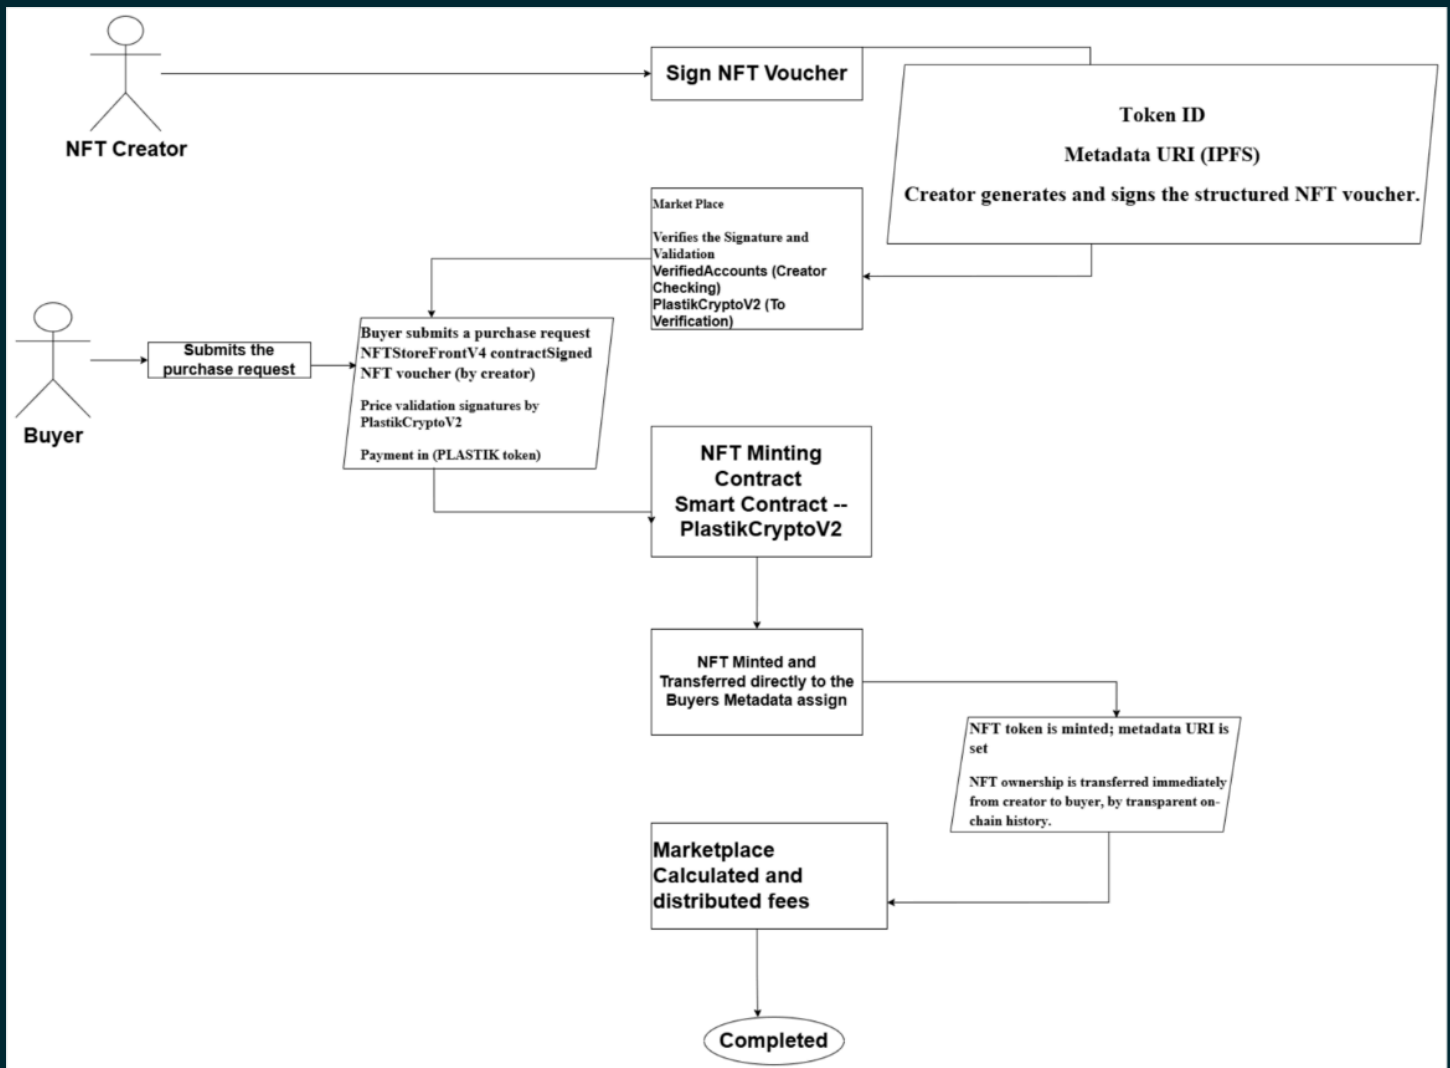 Sign NFT Voucher
NFT Creator
Token ID
Metadata URI (IPFS)
Creator generates and signs the structured NFT voucher.
Market Place
Verifies the Signature and
Validation
VerifiedAccounts (Creator
Checking)
PlastikCryptoV2 (To
Verification)
Buyer
Submits the
purchase request
Buyer submits a purchase request
NFTStoreFrontV4 contractSigned
NFT voucher (by creator)
Price validation signatures by
PlastikCryptoV2
Payment in (PLASTIK token)
NFT Minting
Contract
Smart Contract --
PlastikCryptoV2
NFT Minted and
Transferred directly to the
Buyers Metadata assign
NFT token is minted; metadata URI is
set
NFT ownership is transferred immediately
from creator to buyer, by transparent on-
chain history.
Marketplace
Calculated and
distributed fees
Completed